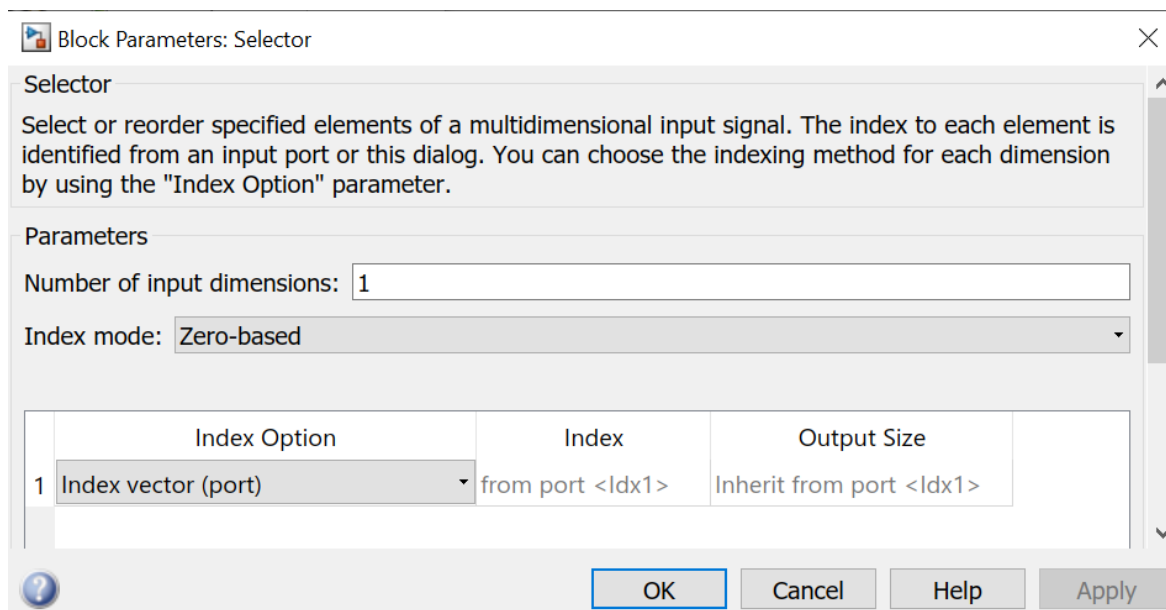 Block Parameters: Selector
Selector
Select or reorder specified elements of a multidimensional input signal. The index to each element is
identified from an input port or this dialog. You can choose the indexing method for each dimension
by using the "Index Option" parameter.
Parameters
Number of input dimensions: 1
Index mode: Zero-based
Index Option Index Output Size
1 Index vector (port) from port <Idx1> Inherit from port <Idx1>
? OK Cancel Help Apply